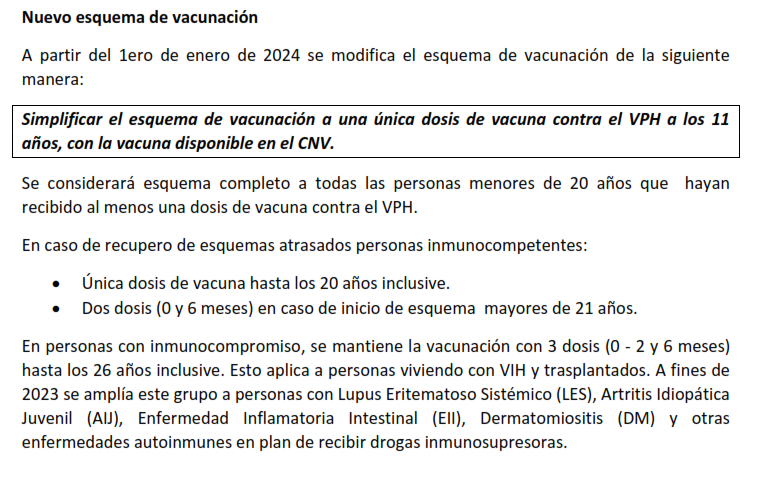 Nuevo esquema de vacunación
A partir del 1ero de enero de 2024 se modifica el esquema de vacunación de la siguiente
manera:
Simplificar el esquema de vacunación a una única dosis de vacuna contra el VPH a los 11
años, con la vacuna disponible en el CNV.
Se considerará esquema completo a todas las personas menores de 20 años que hayan
recibido al menos una dosis de vacuna contra el VPH.
En caso de recupero de esquemas atrasados personas inmunocompetentes:
• Única dosis de vacuna hasta los 20 años inclusive.
• Dos dosis (0 y 6 meses) en caso de inicio de esquema mayores de 21 años.
En personas con inmunocompromiso, se mantiene la vacunación con 3 dosis (0 - 2 y 6 meses)
hasta los 26 años inclusive. Esto aplica a personas viviendo con VIH y trasplantados. A fines de
2023 se amplía este grupo a personas con Lupus Eritematoso Sistémico (LES), Artritis Idiopática
Juvenil (AIJ), Enfermedad Inflamatoria Intestinal (EII), Dermatomiositis (DM) y otras
enfermedades autoinmunes en plan de recibir drogas inmunosupresoras.